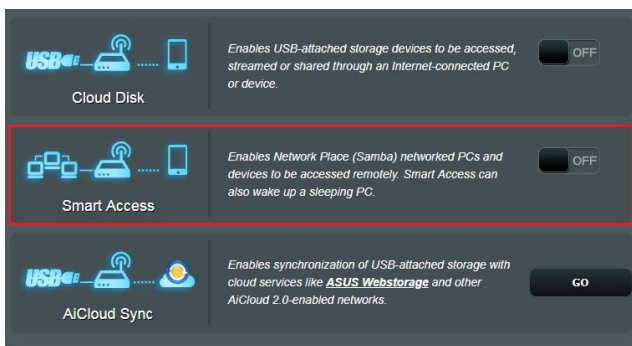 USB
Cloud Disk
Enables USB-attached storage devices to be accessed,
streamed or shared through an Internet-connected PC
or device.
OFF
Smart Access
Enables Network Place (Samba) networked PCs and
devices to be accessed remotely. Smart Access can
also wake up a sleeping PC.
OFF
USB
AiCloud Sync
Enables synchronization of USB-attached storage with
cloud services like ASUS Webstorage and other
AiCloud 2.0-enabled networks.
GO